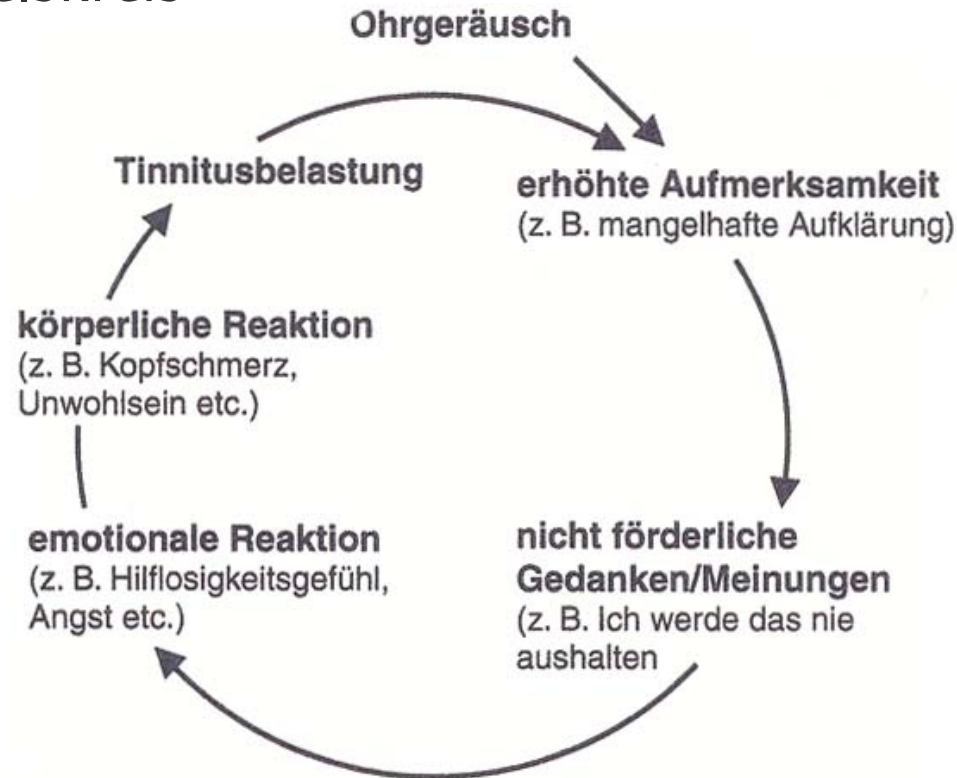 Ohrgeräusch
Tinnitusbelastung
erhöhte Aufmerksamkeit
(z. B. mangelhafte Aufklärung)
körperliche Reaktion
(z. B. Kopfschmerz,
Unwohlsein etc.)
emotionale Reaktion
(z. B. Hilflosigkeitsgefühl,
Angst etc.)
nicht förderliche
Gedanken/Meinungen
(z. B. Ich werde das nie
aushalten